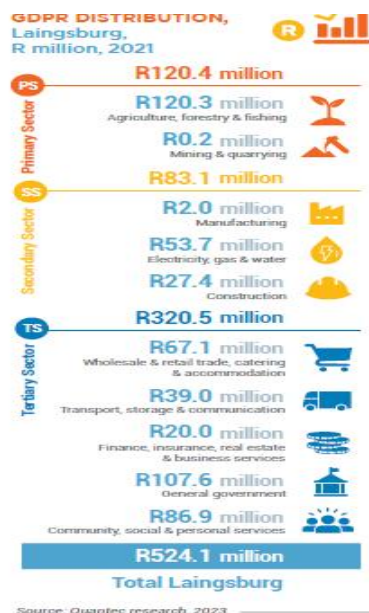 GDPR DISTRIBUTION,
Laingsburg,
R million, 2021
R
R120.4 million
PS
Primary Sector
R120.3 million
Agriculture, forestry & fishing
R0.2 million
Mining & quarrying
R83.1 million
SS
Secondary Sector
R2.0 million
Manufacturing
R53.7 million
Electricity, gas & water
R27.4 million
Construction
R320.5 million
TS
Tertiary Sector
R67.1 million
Wholesale & retail trade, catering
& accommodation
R39.0 million
Transport, storage & communication
R20.0 million
Finance, insurance, real estate
& business services
R107.6 million
General government
R86.9 million
Community, social & personal services
R524.1 million
Total Laingsburg
Source: Quantec research, 2023